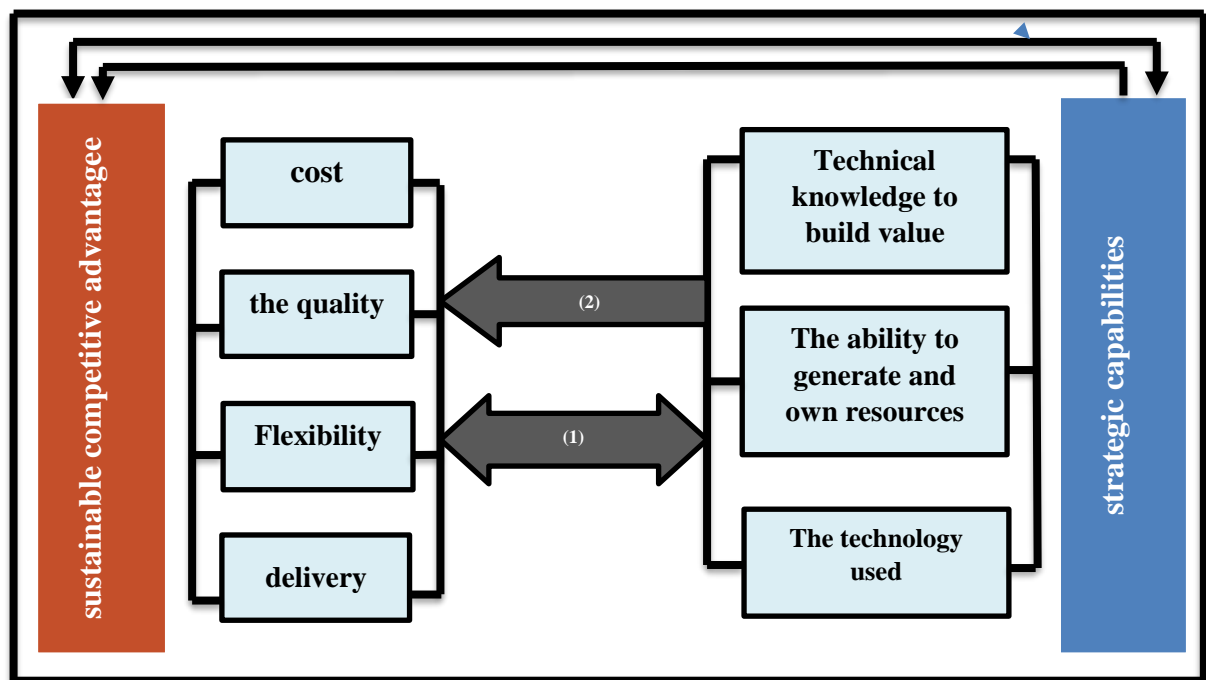 sustainable competitive advantagee
cost
the quality
Flexibility
delivery
(2)
(1)
Technical
knowledge to
build value
The ability to
generate and
own resources
The technology
used
strategic capabilities